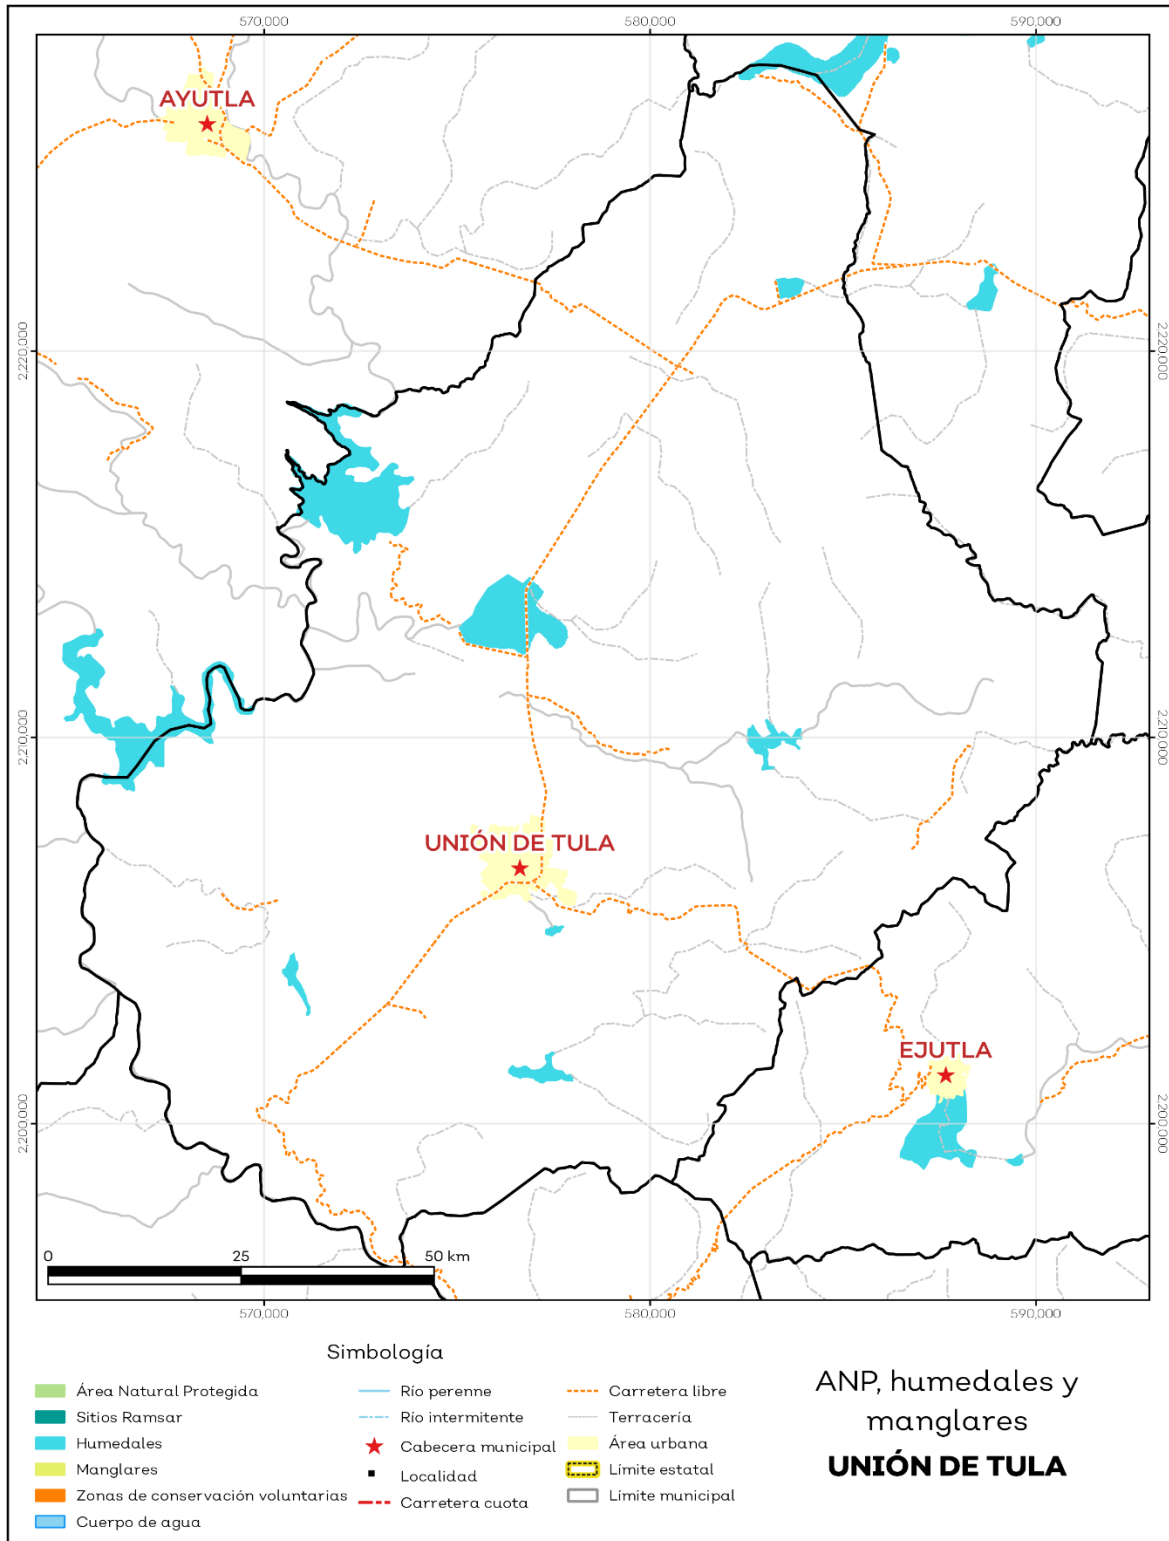 570,000
580,000
590,000
AYUTLA
2220,000
2220,000
2210,000
2210,000
UNIÓN DE TULA
EJUTLA
2200,000
2200,000
0
25
50 km
570,000
580,000
590,000
Simbología
Área Natural Protegida
Sitios Ramsar
Humedales
Manglares
Zonas de conservación voluntarias
Cuerpo de agua
Río perenne
Río intermitente
Cabecera municipal
Localidad
Carretera cuota
Carretera libre
Terracería
Área urbana
Límite estatal
Límite municipal
ANP, humedales y
manglares
UNIÓN DE TULA